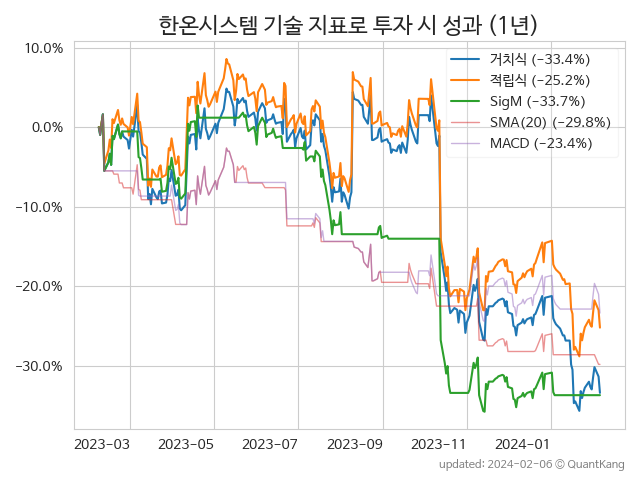 한온시스템 기술 지표로 투자 시 성과 (1년)
10.0%
0.0%
−10.0%
−20.0%
−30.0%
거치식 (−33.4%)
적립식 (−25.2%)
SigM (−33.7%)
SMA(20) (−29.8%)
MACD (−23.4%)
2023-03
2023-05
2023-07
2023-09
2023-11
2024-01
updated: 2024-02-06 © QuantKang